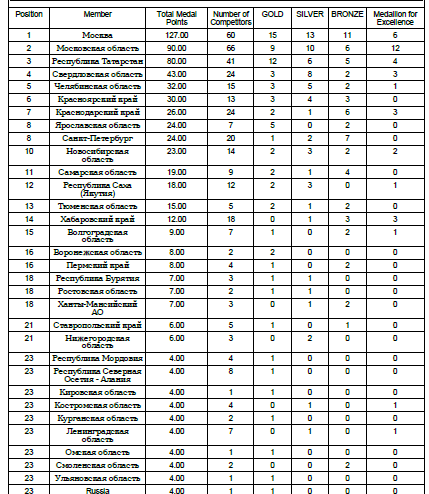 Position Member Total Medal Points Number of Competitors GOLD SILVER BRONZE Medallion for Excellence
1 Москва 127.00 60 15 13 11 6
2 Московская область 90.00 66 9 10 6 12
3 Республика Татарстан 80.00 41 12 6 5 4
4 Свердловская область 43.00 24 3 8 2 3
5 Челябинская область 32.00 15 3 5 2 1
6 Красноярский край 30.00 13 3 4 3 0
7 Краснодарский край 26.00 24 2 1 6 3
8 Ярославская область 24.00 7 5 0 2 0
8 Санкт-Петербург 24.00 20 1 2 7 0
10 Новосибирская область 23.00 14 2 3 2 2
11 Самарская область 19.00 9 2 1 4 0
12 Республика Саха (Якутия) 18.00 12 2 3 0 1
13 Тюменская область 15.00 5 2 1 2 0
14 Хабаровский край 12.00 18 0 1 3 3
15 Волгоградская область 9.00 7 1 0 2 1
16 Воронежская область 8.00 2 2 0 0 0
16 Пермский край 8.00 4 1 0 2 0
18 Республика Бурятия 7.00 3 1 1 0 0
18 Ростовская область 7.00 2 1 1 0 0
18 Ханты-Мансийский АО 7.00 3 0 1 2 0
21 Ставропольский край 6.00 5 1 0 1 0
21 Нижегородская область 6.00 3 0 2 0 0
23 Республика Мордовия 4.00 4 1 0 0 0
23 Республика Северная Осетия - Алания 4.00 8 1 0 0 0
23 Кировская область 4.00 1 1 0 0 0
23 Костромская область 4.00 4 0 1 0 1
23 Курганская область 4.00 2 1 0 0 0
23 Ленинградская область 4.00 7 0 1 0 1
23 Омская область 4.00 1 1 0 0 0
23 Смоленская область 4.00 2 0 0 2 0
23 Ульяновская область 4.00 1 1 0 0 0
23 Russia 4.00 1 1 0 0 0